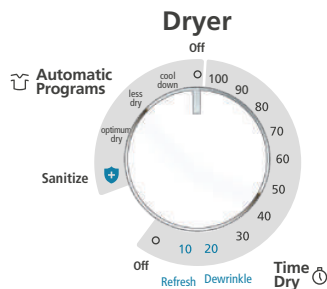 Dryer
Off
Automatic
Programs
cool
down
less
dry
optimum
dry
Sanitize
100
90
80
70
60
50
40
30
20
10
Off
Refresh
Dewrinkle
Time
Dry